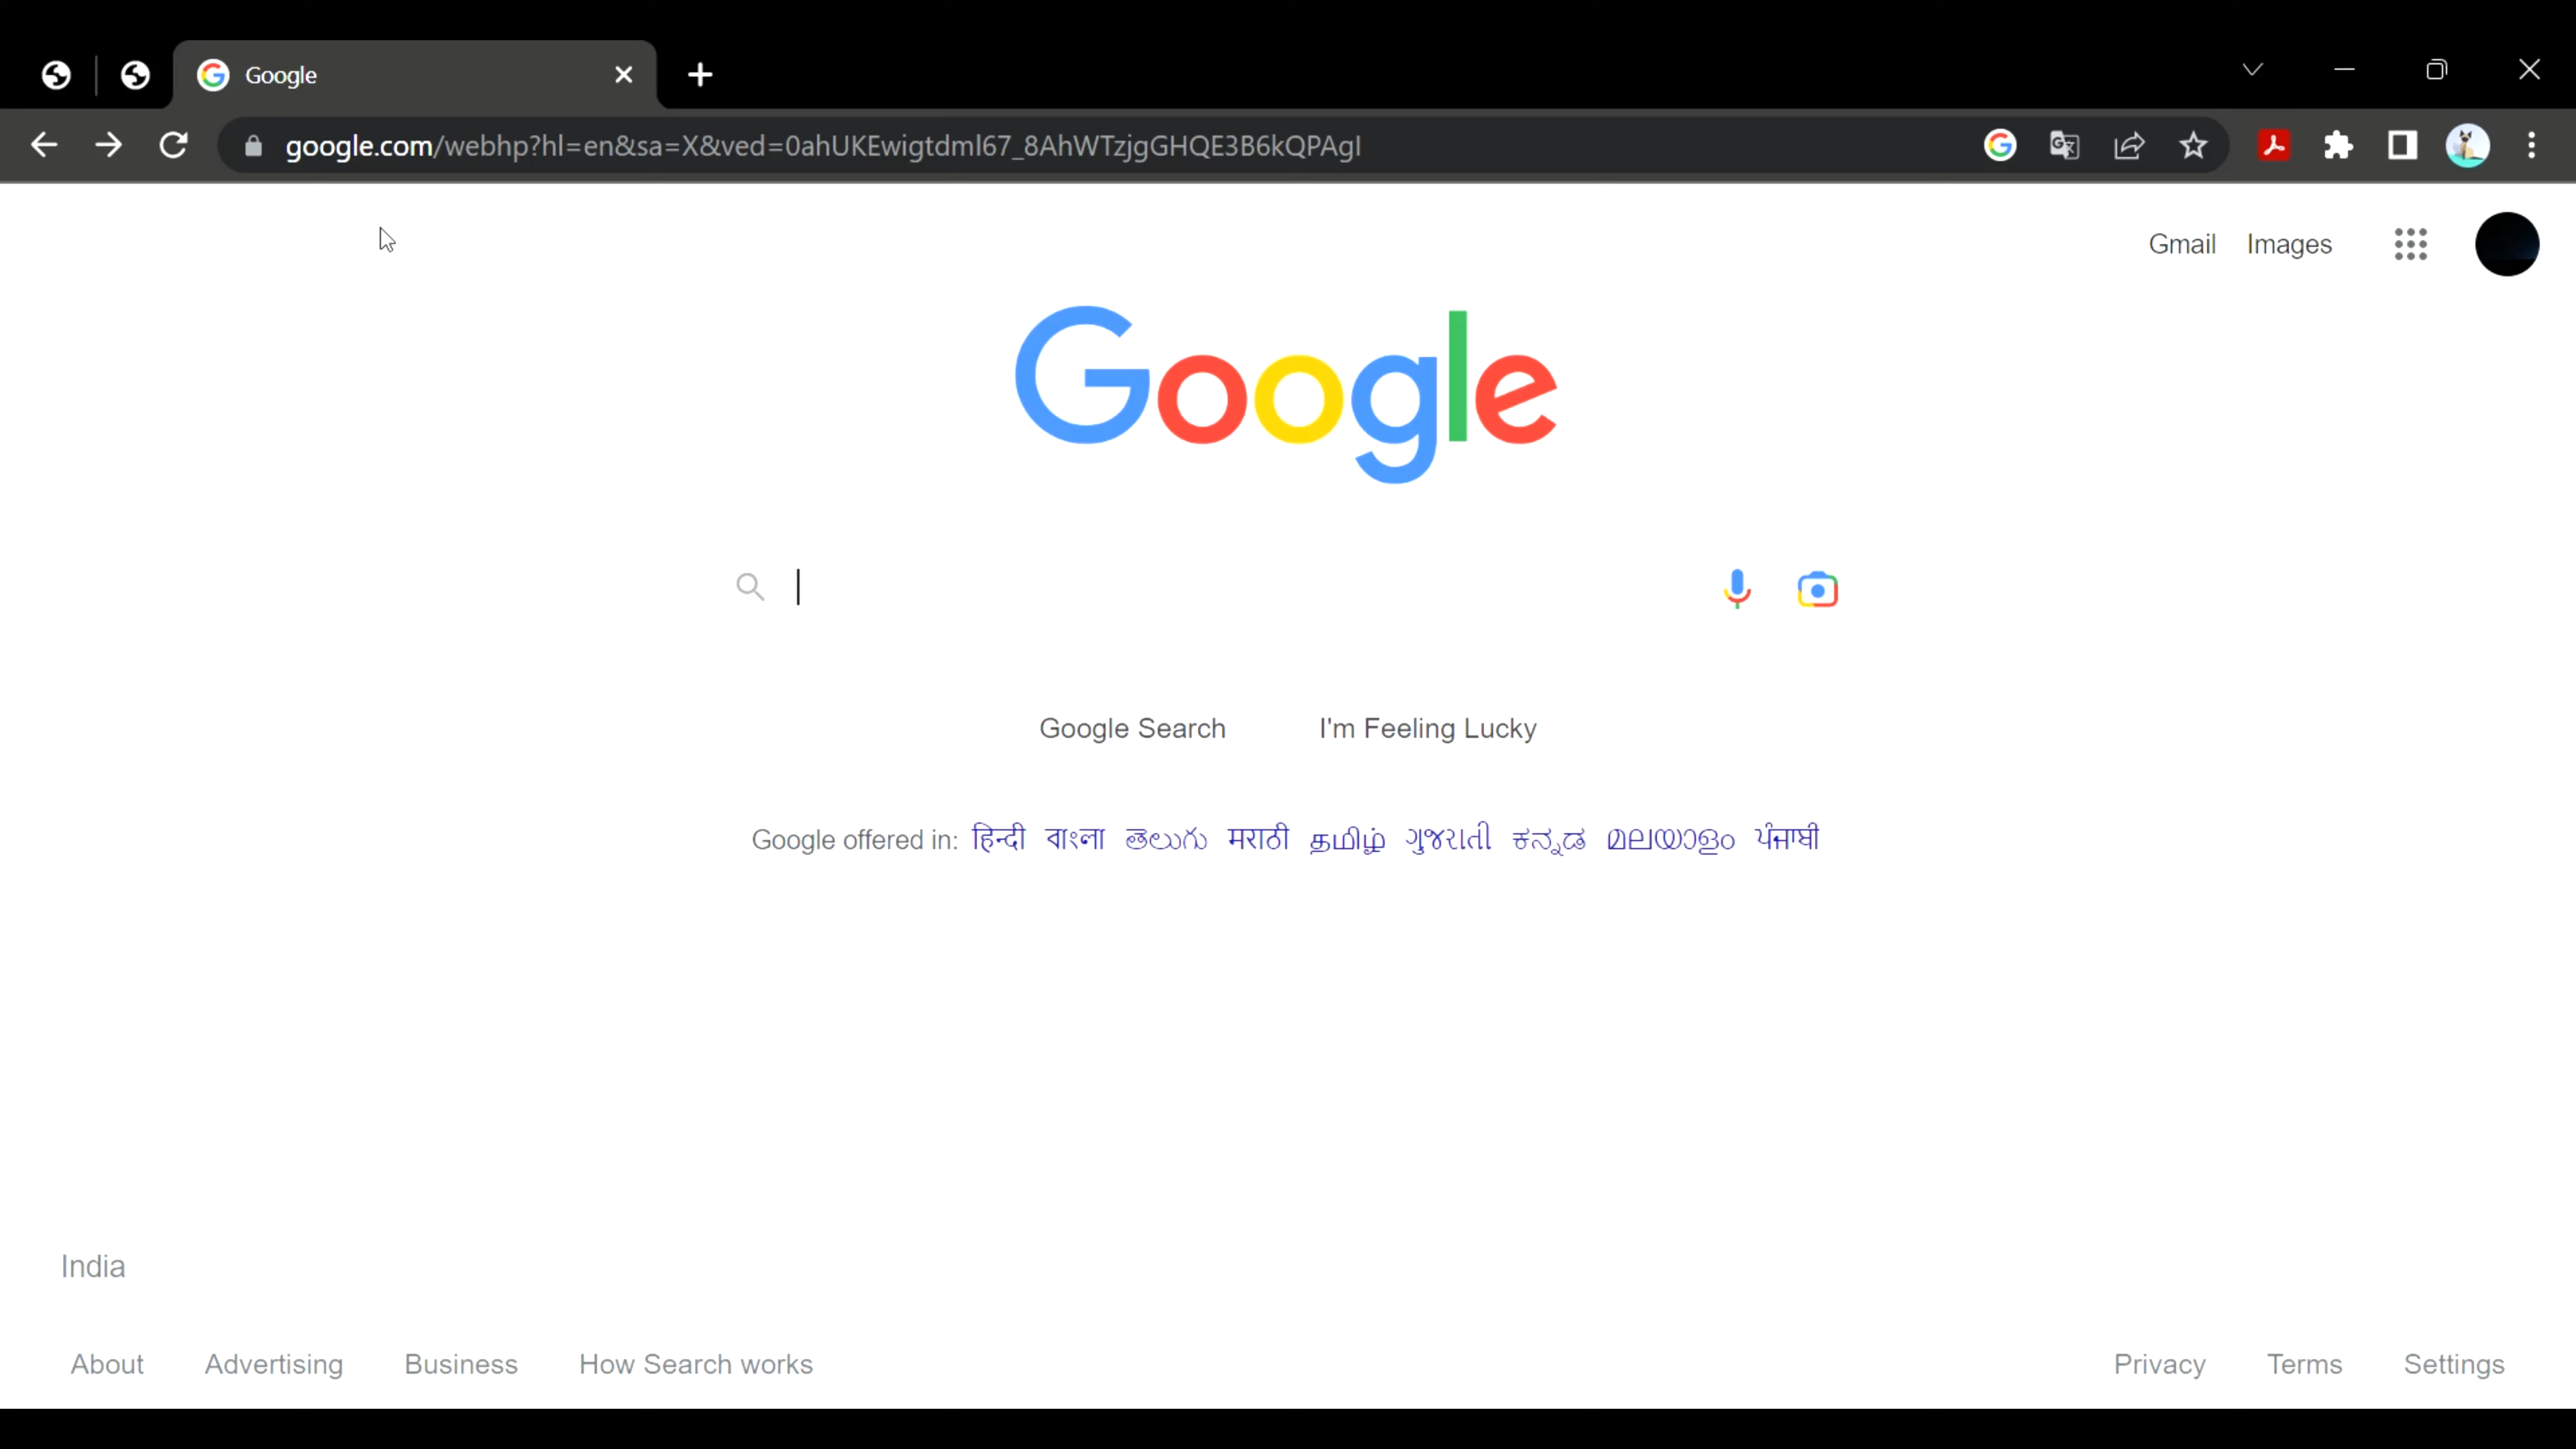 Google
google.com/webhp?hl=en&sa=X&ved=0ahUKEwigtdml67_8AhWTzjgGHQE3B6kQPAgI
Gmail Images
Google
Google Search I'm Feeling Lucky
Google offered in: हिन्दी বাংলা తెలుగు मराठी தமிழ் ગુજરાતી ಕನ್ನಡ മലയാളം ਪੰਜਾਬੀ
India
About Advertising Business How Search works Privacy Terms Settings